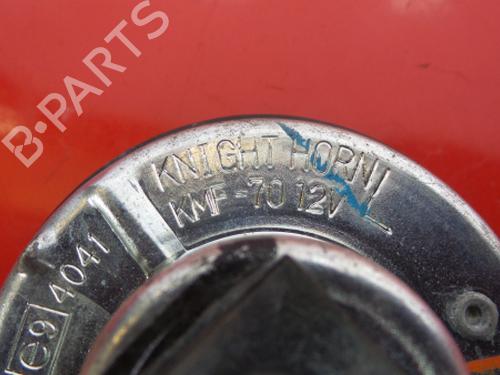 B-PARTS
KNIGHT HORN
KMF-70 12V
e9 4041